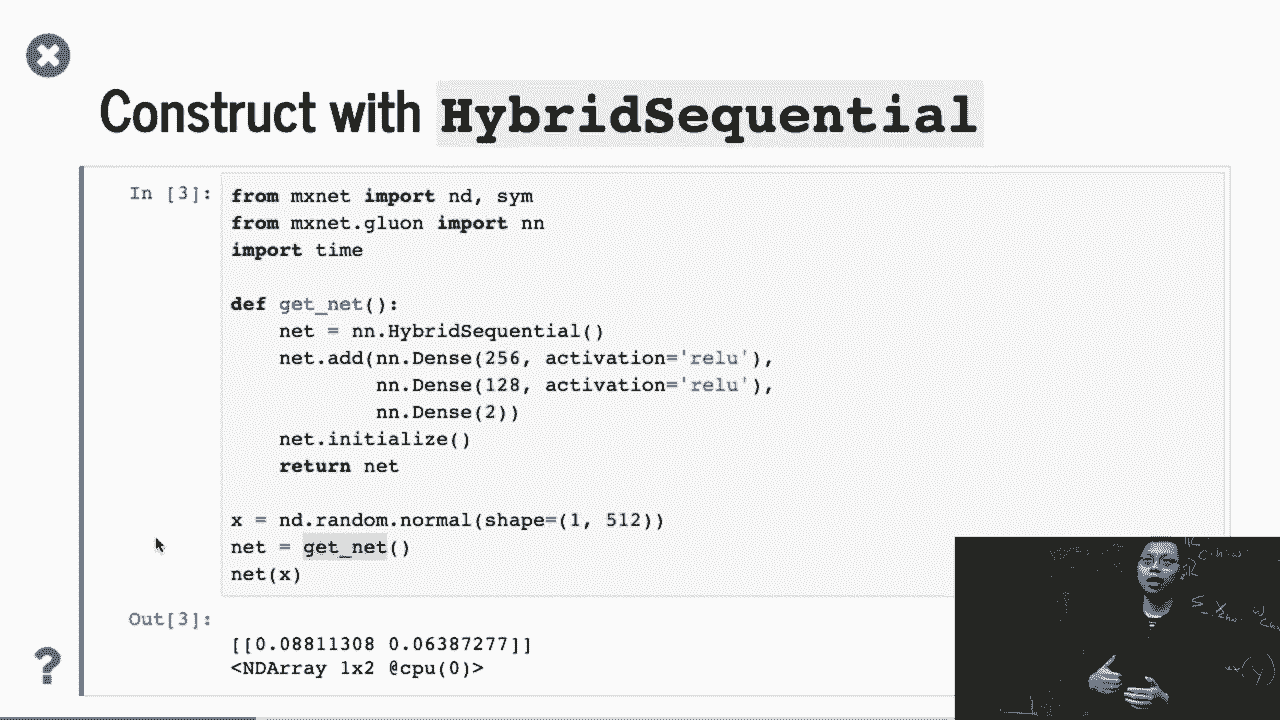 Construct with HybridSequential
In [3]:
from mxnet import nd, sym
from mxnet.gluon import nn
import time
def get_net():
    net = nn.HybridSequential()
    net.add(nn.Dense(256, activation='relu'),
            nn.Dense(128, activation='relu'),
            nn.Dense(2))
    net.initialize()
    return net
x = nd.random.normal(shape=(1, 512))
net = get_net()
net(x)
Out[3]:
[[0.08811308 0.06387277]]
<NDArray 1x2 @cpu(0)>
?